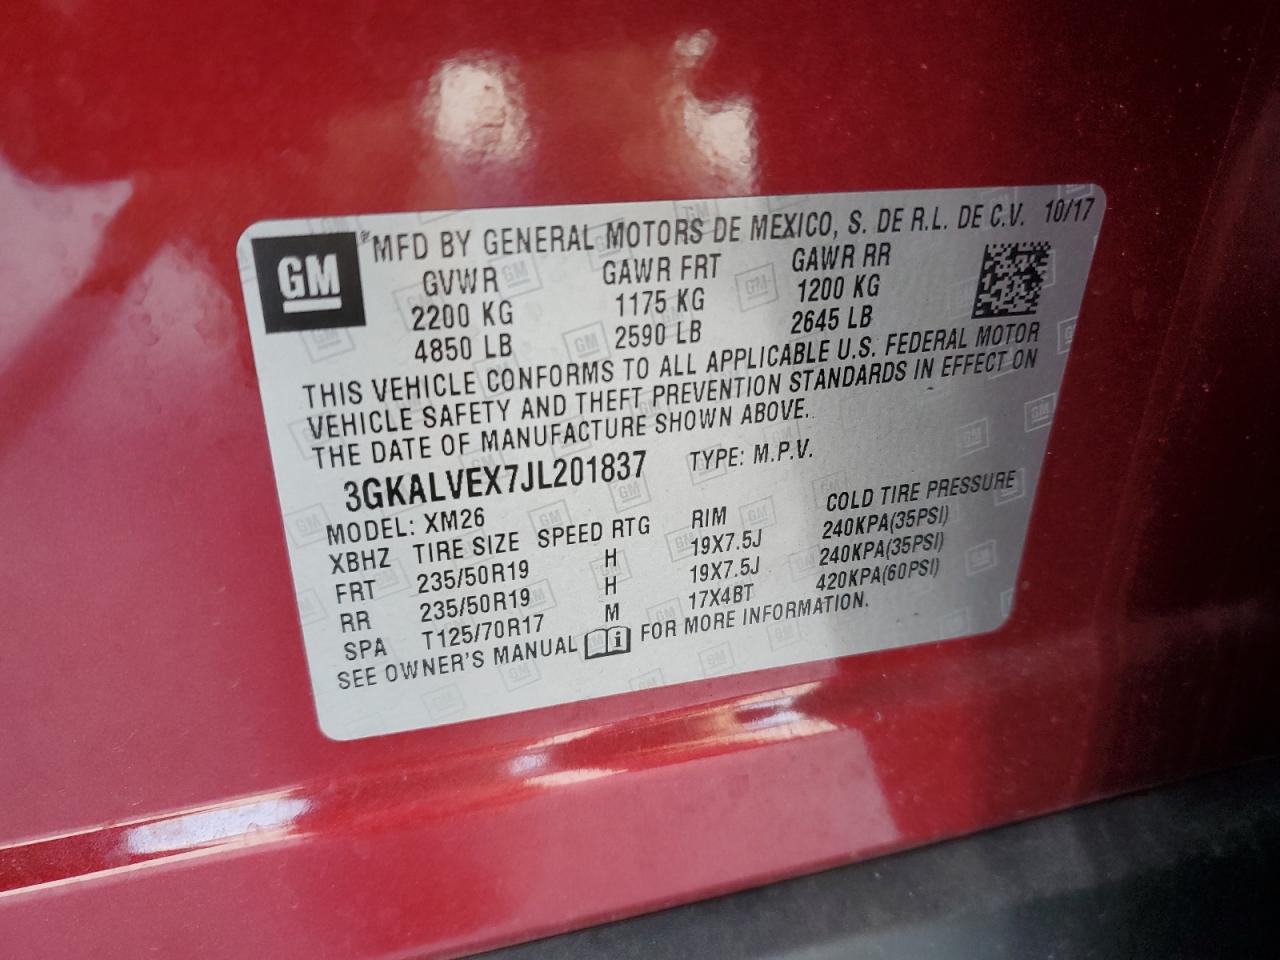 GM
MFD BY GENERAL MOTORS DE MEXICO, S. DE R.L. DE C.V. 10/17
GVWR GAWR FRT GAWR RR
2200 KG 1175 KG 1200 KG
4850 LB 2590 LB 2645 LB
THIS VEHICLE CONFORMS TO ALL APPLICABLE U.S. FEDERAL MOTOR
VEHICLE SAFETY AND THEFT PREVENTION STANDARDS IN EFFECT ON
THE DATE OF MANUFACTURE SHOWN ABOVE.
3GKALVEX7JL201837 TYPE: M.P.V.
MODEL: XM26
XBHZ TIRE SIZE SPEED RTG RIM COLD TIRE PRESSURE
FRT 235/50R19 H 19X7.5J 240KPA(35PSI)
RR 235/50R19 H 19X7.5J 240KPA(35PSI)
SPA T125/70R17 M 17X4BT 420KPA(60PSI)
SEE OWNER'S MANUAL i FOR MORE INFORMATION.